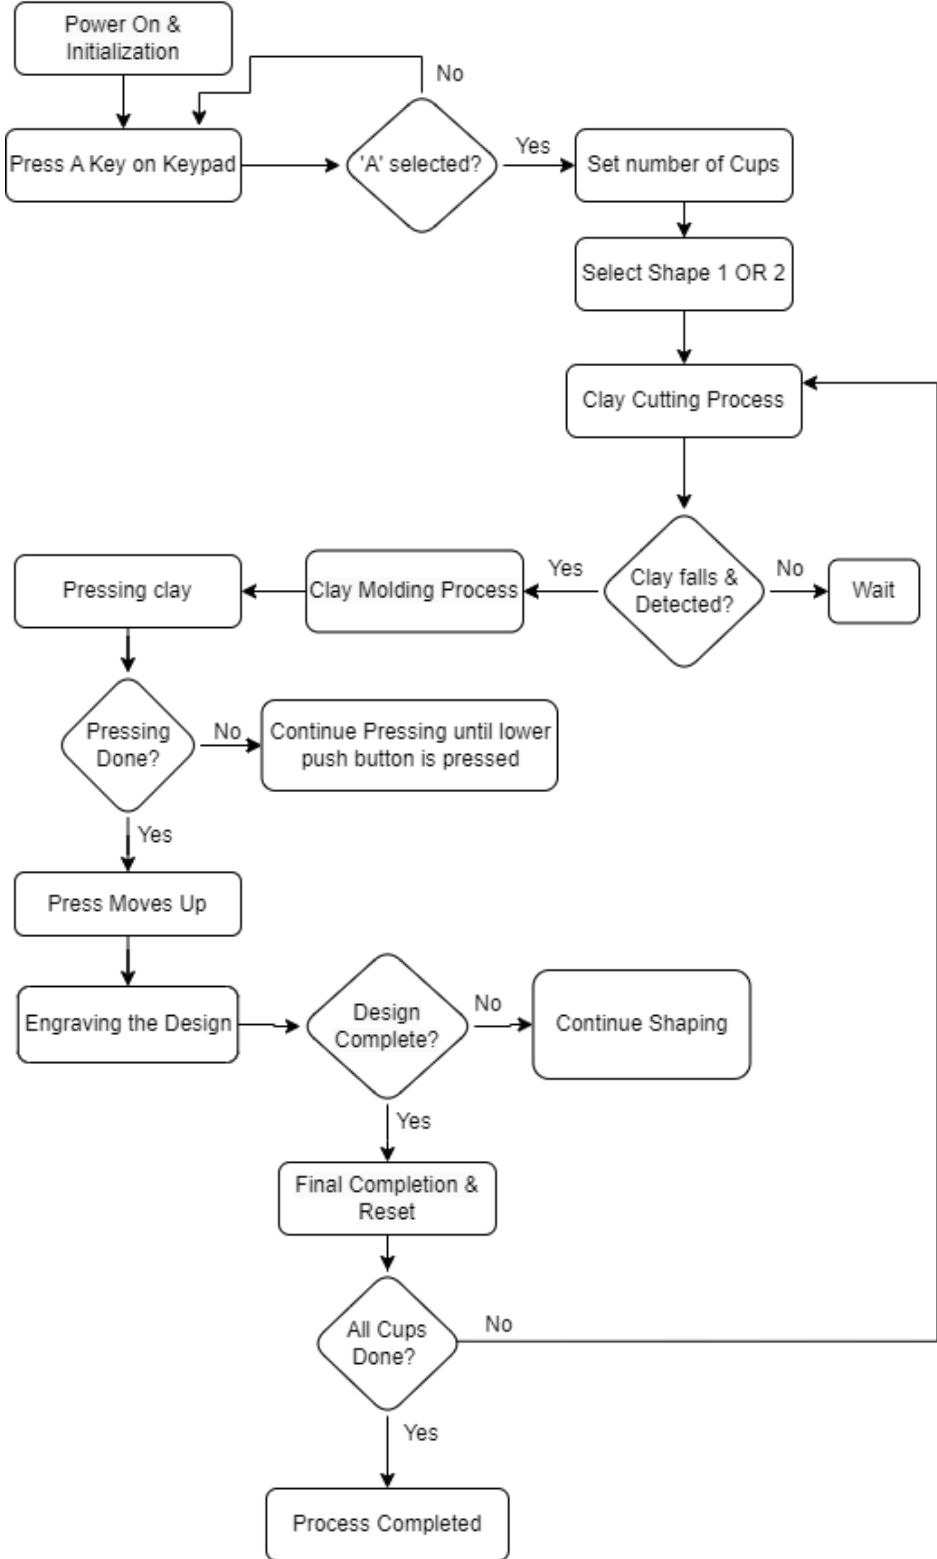 Power On &
Initialization
No
Press A Key on Keypad
'A' selected?
Yes
Set number of Cups
Select Shape 1 OR 2
Clay Cutting Process
Clay falls &
Detected?
No
Wait
Yes
Clay Molding Process
Pressing clay
Pressing
Done?
No
Continue Pressing until lower
push button is pressed
Yes
Press Moves Up
Engraving the Design
Design
Complete?
No
Continue Shaping
Yes
Final Completion &
Reset
All Cups
Done?
No
Yes
Process Completed